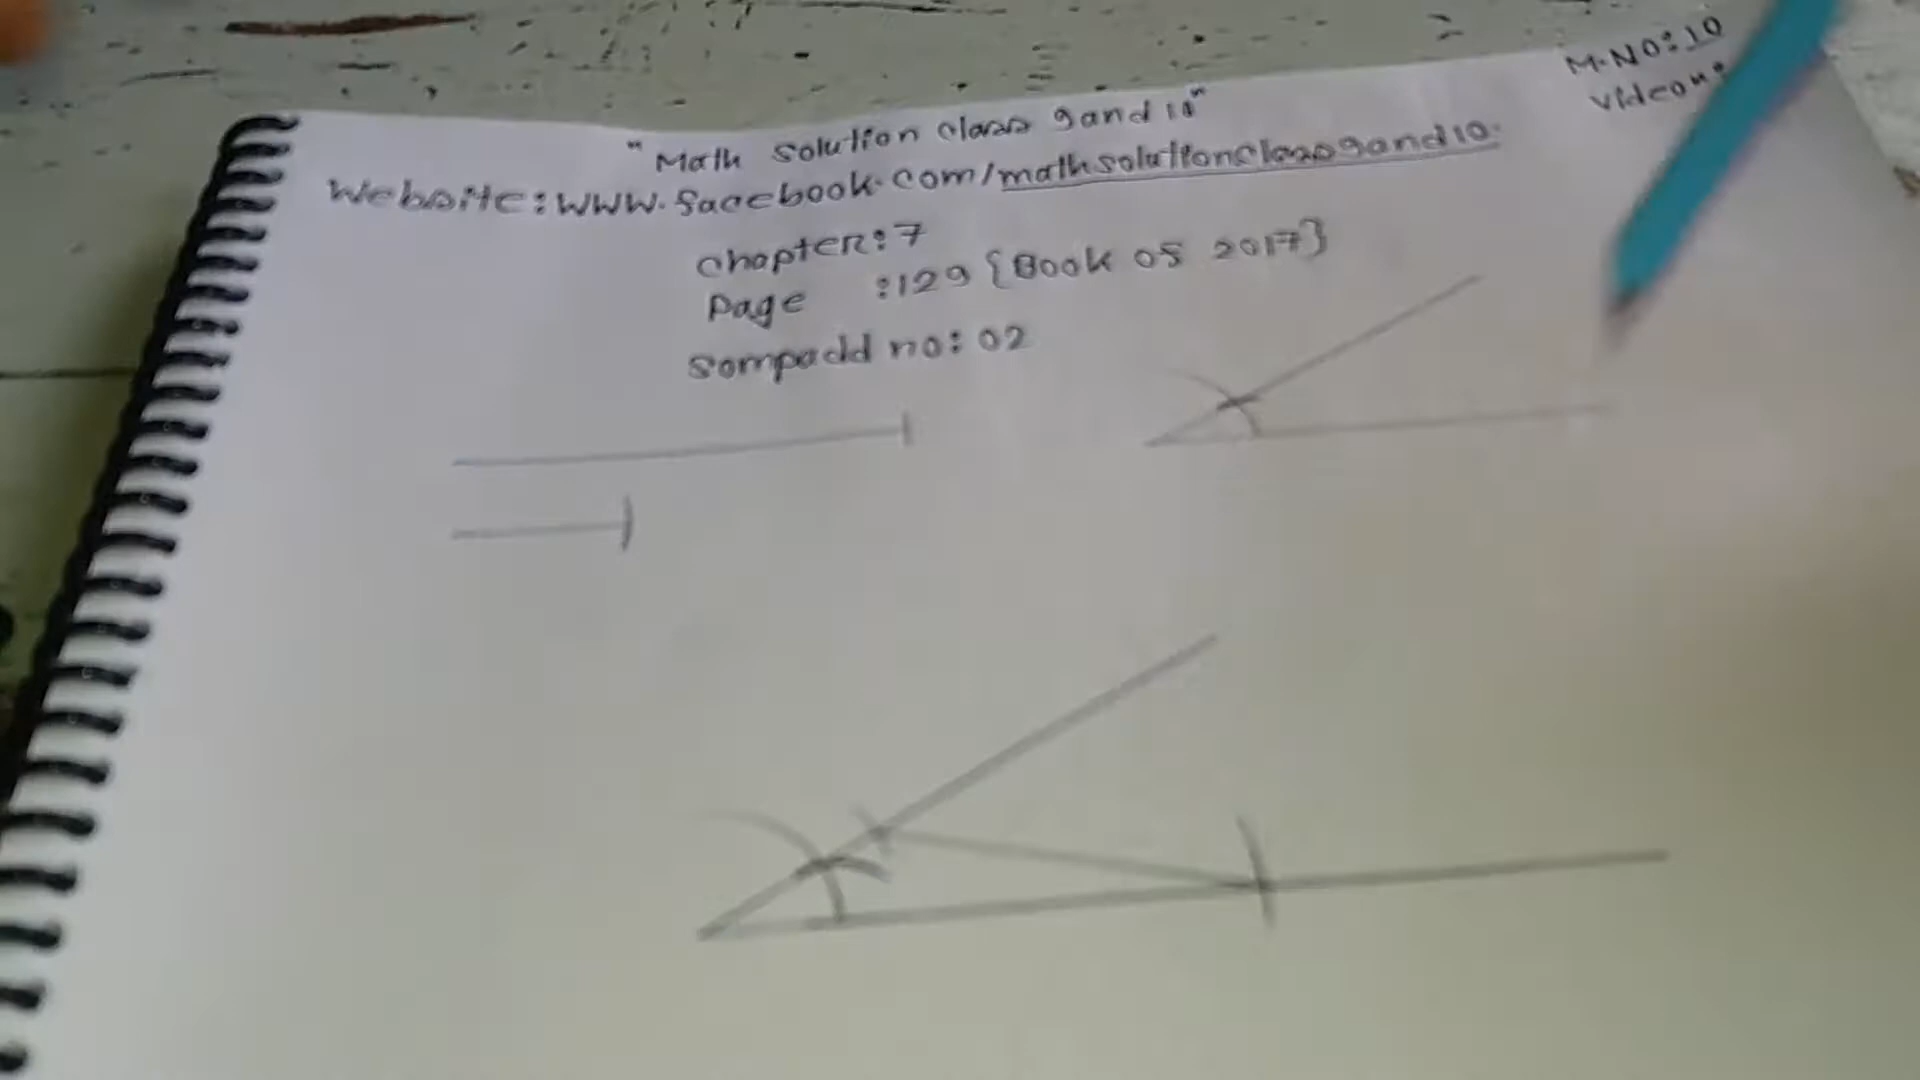 "Math solution class 9 and 10"
Website: WWW.facebook.com/mathsolutionclass9and10.
M.NO: 10
Video
chapter: 7
Page : 129 {Book of 2017}
Sompadd no: 02